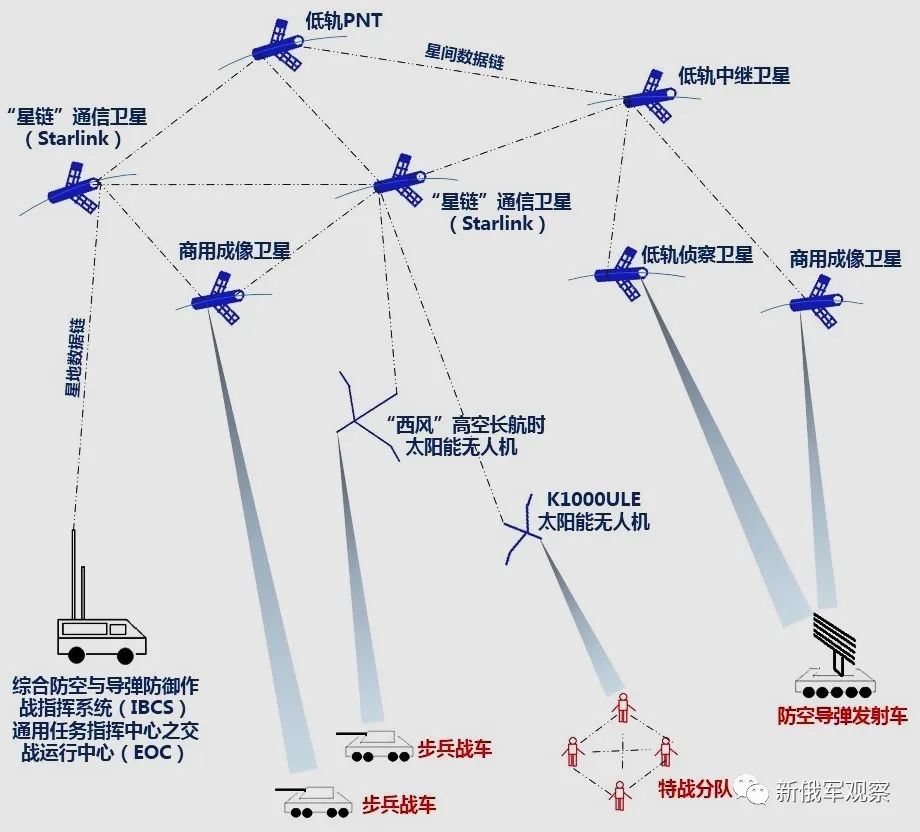 低轨PNT
星间数据链
低轨中继卫星
“星链”通信卫星
（Starlink）
“星链”通信卫星
（Starlink）
商用成像卫星
低轨侦察卫星
商用成像卫星
星地数据链
“西风”高空长航时
太阳能无人机
K1000ULE
太阳能无人机
综合防空与导弹防御作
战指挥系统（IBCS）
通用任务指挥中心之交
战运行中心（EOC）
防空导弹发射车
步兵战车
步兵战车
特战分队
新俄军观察